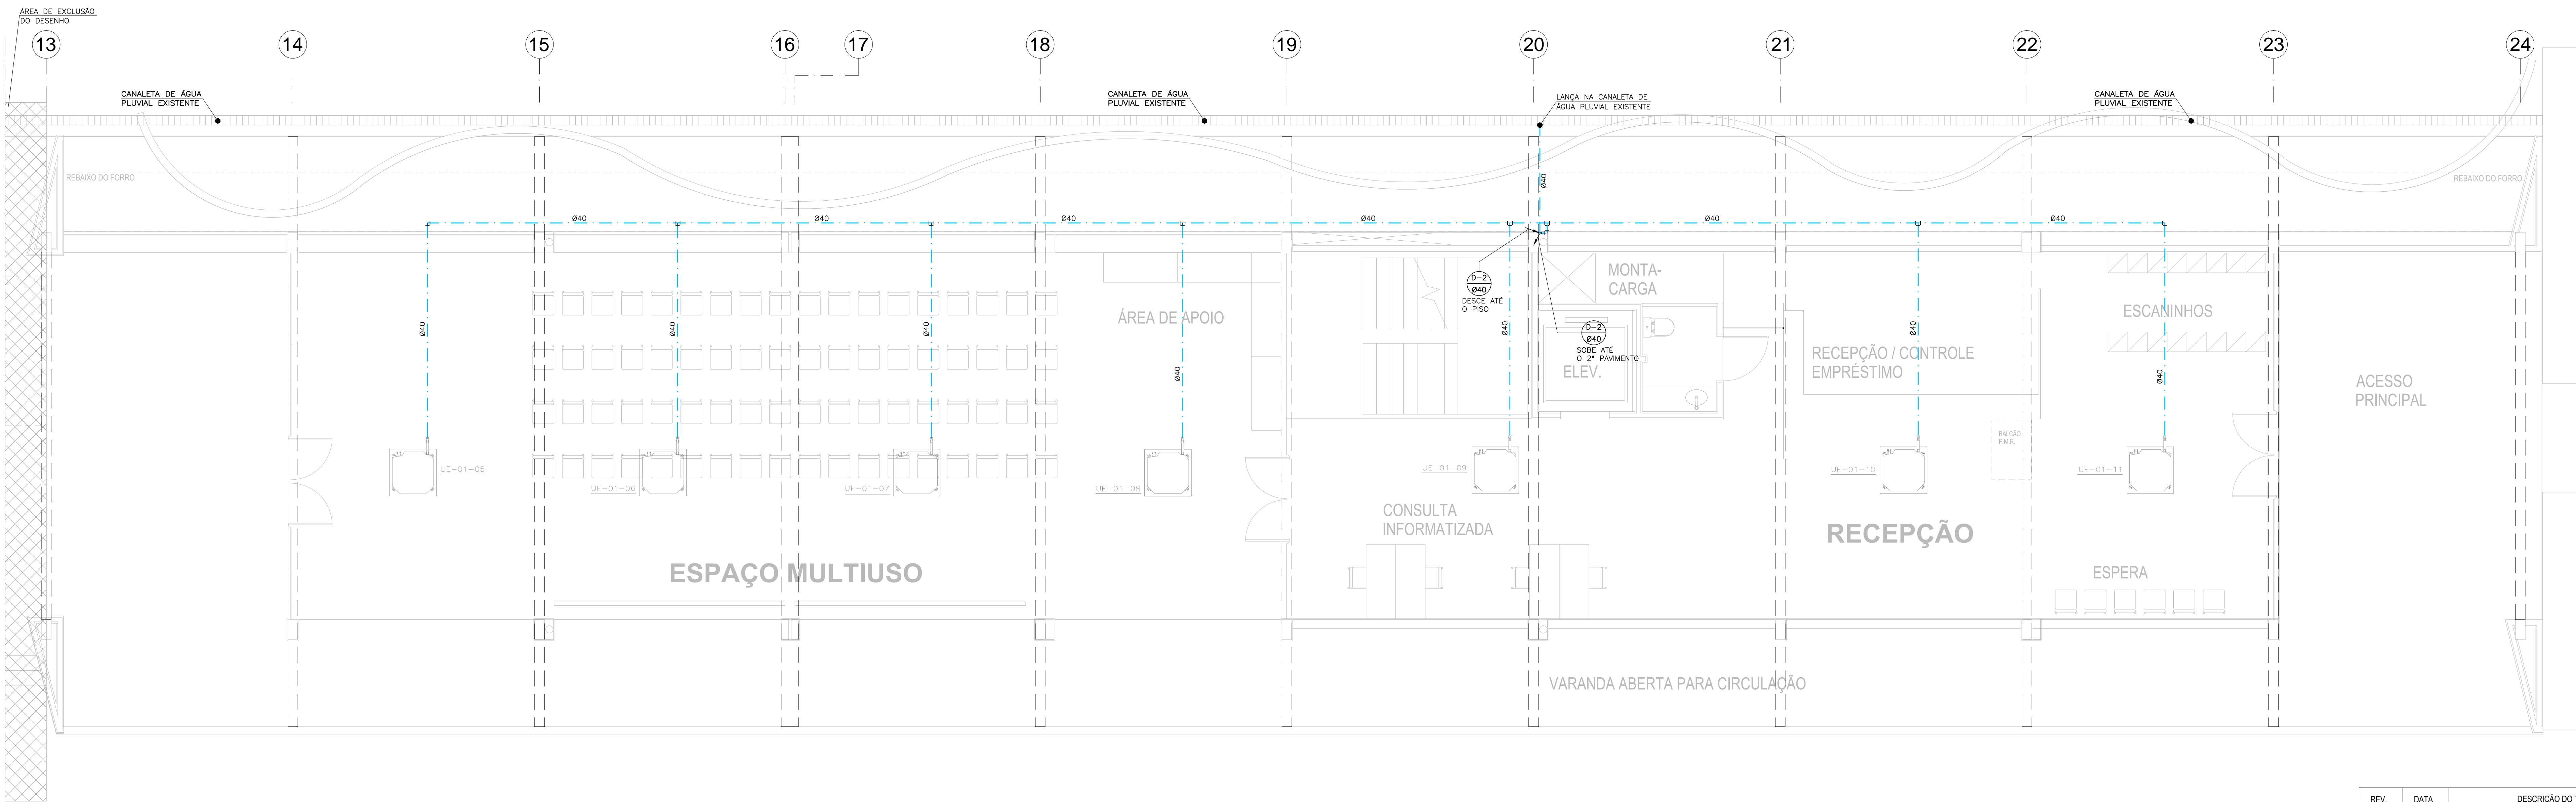 ÁREA DE EXCLUSÃO
DO DESENHO
13
14
15
16
17
18
19
20
21
22
23
24
CANALETA DE ÁGUA
PLUVIAL EXISTENTE
CANALETA DE ÁGUA
PLUVIAL EXISTENTE
LANÇA NA CANALETA DE
ÁGUA PLUVIAL EXISTENTE
CANALETA DE ÁGUA
PLUVIAL EXISTENTE
REBAIXO DO FORRO
REBAIXO DO FORRO
Ø40
Ø40
Ø40
Ø40
Ø40
Ø40
Ø40
D-2
Ø40
DESCE ATÉ
O PISO
D-2
Ø40
SOBE ATÉ
O 2° PAVIMENTO
MONTA-
CARGA
ELEV.
ÁREA DE APOIO
ESCANINHOS
RECEPÇÃO / CONTROLE
EMPRÉSTIMO
ACESSO
PRINCIPAL
Ø40
Ø40
Ø40
Ø40
Ø40
Ø40
Ø40
BALCÃO
P.M.R.
UE-01-05
UE-01-06
UE-01-07
UE-01-08
UE-01-09
UE-01-10
UE-01-11
CONSULTA
INFORMATIZADA
RECEPÇÃO
ESPAÇO MULTIUSO
ESPERA
VARANDA ABERTA PARA CIRCULAÇÃO
REV.
DATA
DESCRIÇÃO DO